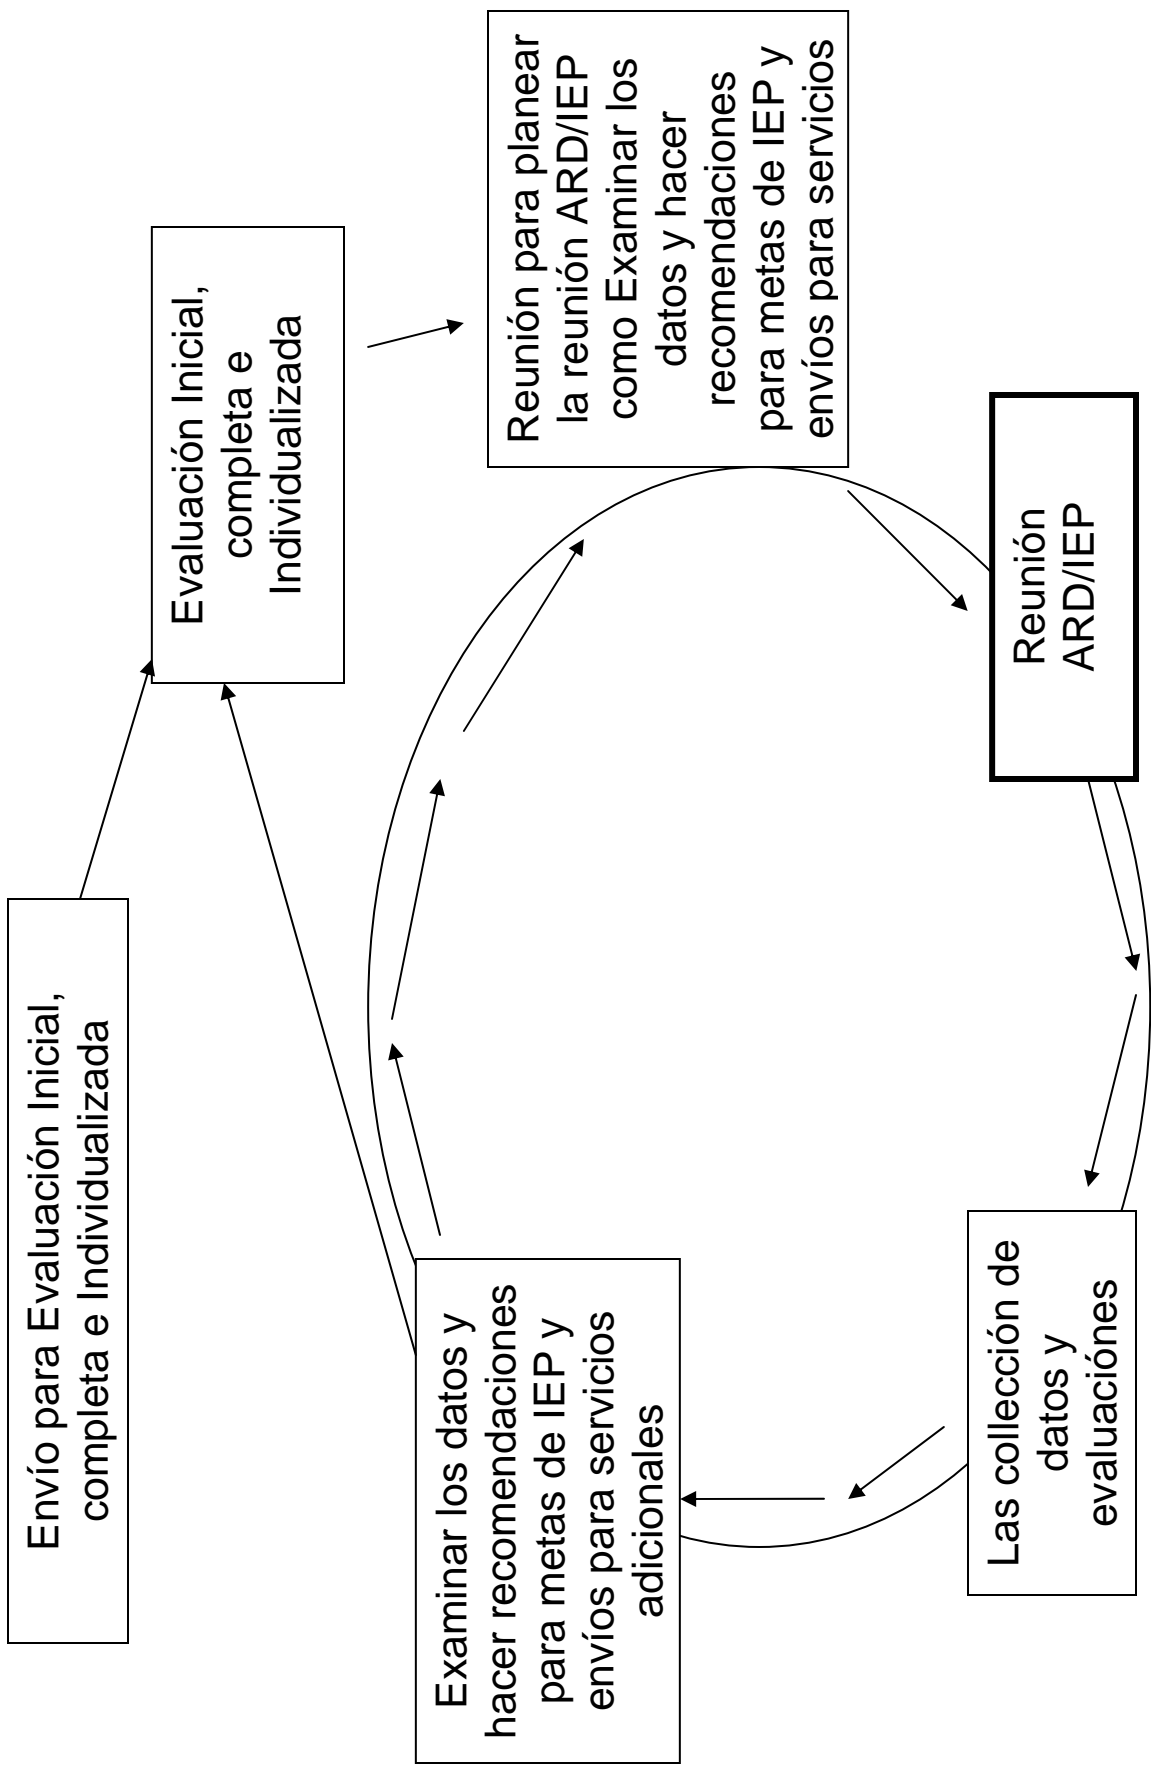 Envío para Evaluación Inicial,
completa e Individualizada
Evaluación Inicial,
completa e
Individualizada
Reunión para planear
la reunión ARD/IEP
como Examinar los
datos y hacer
recomendaciones
para metas de IEP y
envíos para servicios
Reunión
ARD/IEP
Las collección de
datos y
evaluaciónes
Examinar los datos y
hacer recomendaciones
para metas de IEP y
envíos para servicios
adicionales